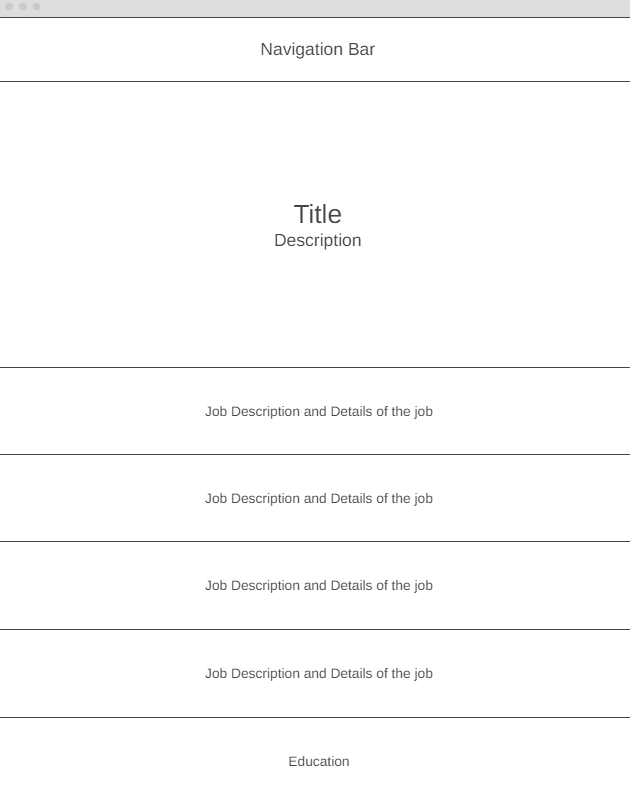 Navigation Bar
Title
Description
Job Description and Details of the job
Job Description and Details of the job
Job Description and Details of the job
Job Description and Details of the job
Education